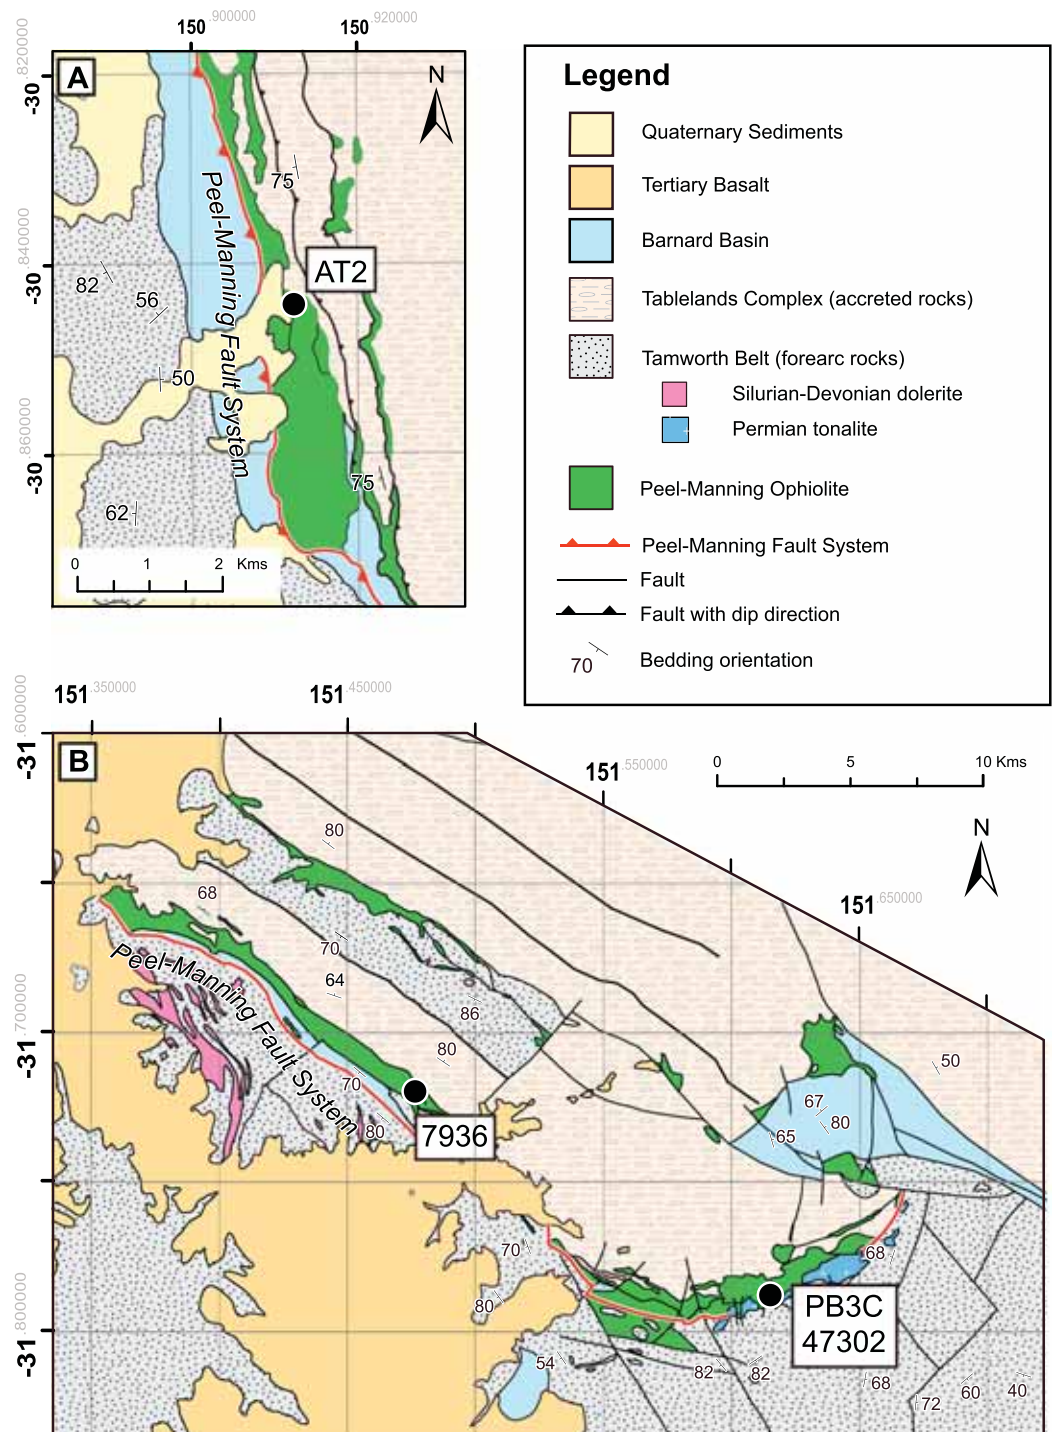 150 .900000
150 .920000
-30 .820000
A
N
75
Peel-Manning Fault System
AT2
-30 .840000
82
56
50
-30 .860000
75
62
0 1 2 Kms
Legend
Quaternary Sediments
Tertiary Basalt
Barnard Basin
Tablelands Complex (accreted rocks)
Tamworth Belt (forearc rocks)
Silurian-Devonian dolerite
Permian tonalite
Peel-Manning Ophiolite
Peel-Manning Fault System
Fault
Fault with dip direction
70 Bedding orientation
151 .350000
151 .450000
-31 .600000
B
151 .550000
0 5 10 Kms
N
80
68
151 .650000
70
Peel-Manning Fault System
64
86
-31 .700000
80
50
70
67
80
80
65
7936
70
68
80
PB3C
47302
-31 .800000
54
82
82
68
60
40
72